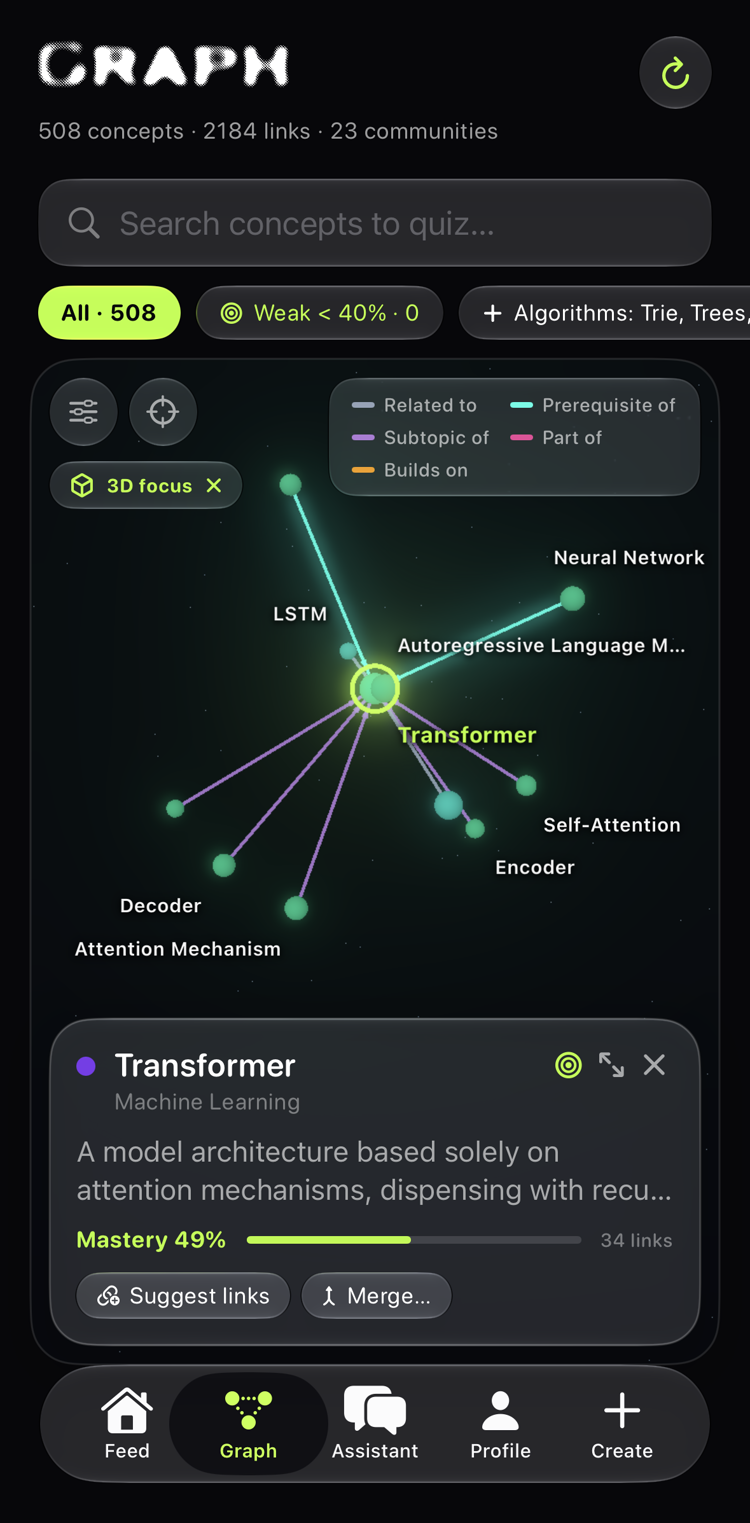 GRAPH
508 concepts · 2184 links · 23 communities
Search concepts to quiz...
All · 508
Weak < 40% · 0
Algorithms: Trie, Trees,
Related to
Prerequisite of
Subtopic of
Part of
Builds on
3D focus
Neural Network
LSTM
Autoregressive Language M...
Transformer
Self-Attention
Encoder
Decoder
Attention Mechanism
Transformer
Machine Learning
A model architecture based solely on
attention mechanisms, dispensing with recu...
Mastery 49%
34 links
Suggest links
Merge...
Feed
Graph
Assistant
Profile
Create